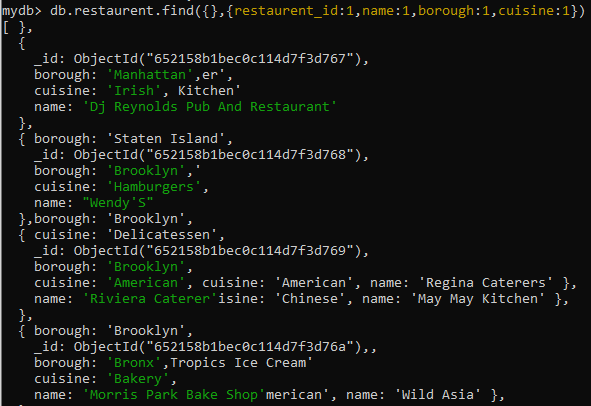 mydb> db.restaurent.find({},{restaurent_id:1,name:1,borough:1,cuisine:1})
[ },
  {
    _id: ObjectId("652158b1bec0c114d7f3d767"),
    borough: 'Manhattan',er',
    cuisine: 'Irish', Kitchen'
    name: 'Dj Reynolds Pub And Restaurant'
  },
  { borough: 'Staten Island',
    _id: ObjectId("652158b1bec0c114d7f3d768"),
    borough: 'Brooklyn',',
    cuisine: 'Hamburgers',
    name: "Wendy'S"
  },borough: 'Brooklyn',
  { cuisine: 'Delicatessen',
    _id: ObjectId("652158b1bec0c114d7f3d769"),
    borough: 'Brooklyn',
    cuisine: 'American', cuisine: 'American', name: 'Regina Caterers' },
    name: 'Riviera Caterer'isine: 'Chinese', name: 'May May Kitchen' },
  },
  { borough: 'Brooklyn',
    _id: ObjectId("652158b1bec0c114d7f3d76a"),,
    borough: 'Bronx',Tropics Ice Cream'
    cuisine: 'Bakery',
    name: 'Morris Park Bake Shop'merican', name: 'Wild Asia' },